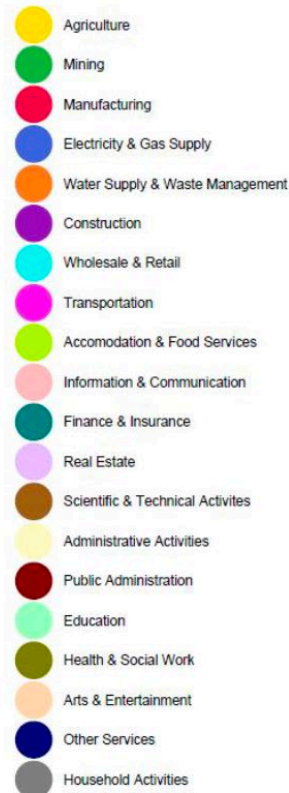 Agriculture
Mining
Manufacturing
Electricity & Gas Supply
Water Supply & Waste Management
Construction
Wholesale & Retail
Transportation
Accomodation & Food Services
Information & Communication
Finance & Insurance
Real Estate
Scientific & Technical Activites
Administrative Activities
Public Administration
Education
Health & Social Work
Arts & Entertainment
Other Services
Household Activities